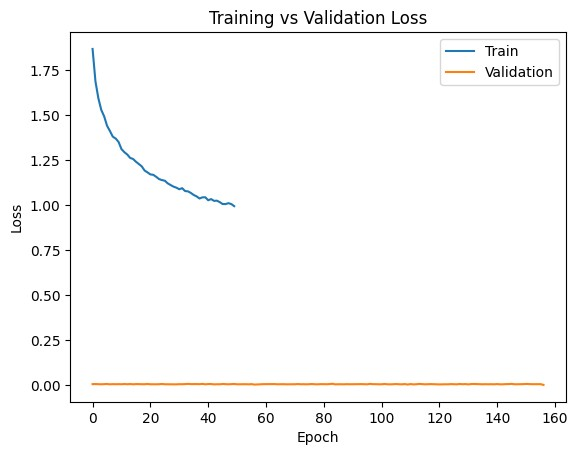 Training vs Validation Loss
Train
Validation
1.75
1.50
1.25
1.00
0.75
0.50
0.25
0.00
Loss
0 20 40 60 80 100 120 140 160
Epoch